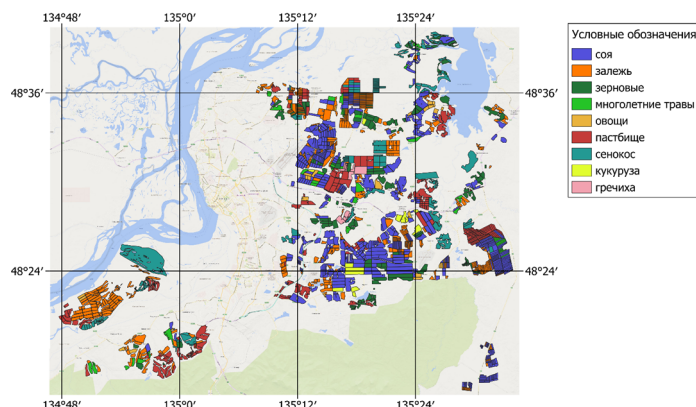 134°48′ 135°0′ 135°12′ 135°24′
48°36′ 48°36′
48°24′ 48°24′
134°48′ 135°0′ 135°12′ 135°24′
Условные обозначения
соя
залежь
зерновые
многолетние травы
овощи
пастбище
сенокос
кукуруза
гречиха